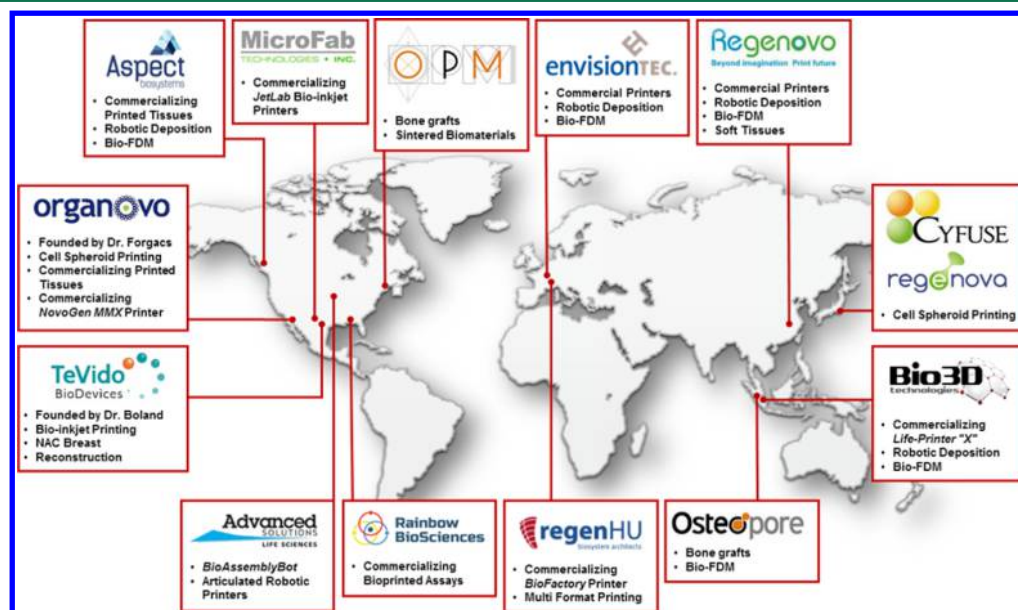 Aspect
biosystems
• Commercializing
Printed Tissues
• Robotic Deposition
• Bio-FDM
MicroFab
TECHNOLOGIES • INC.
• Commercializing
JetLab Bio-inkjet
Printers
OPM
• Bone grafts
• Sintered Biomaterials
envisionTEC.
• Commercial Printers
• Robotic Deposition
• Bio-FDM
Regenovo
Beyond imagination Print future
• Commercial Printers
• Robotic Deposition
• Bio-FDM
• Soft Tissues
organovo
• Founded by Dr. Forgacs
• Cell Spheroid Printing
• Commercializing Printed
Tissues
• Commercializing
NovoGen MMX Printer
CYFUSE
regenova
• Cell Spheroid Printing
TeVido
BioDevices
• Founded by Dr. Boland
• Bio-inkjet Printing
• NAC Breast
• Reconstruction
Bio3D
technologies
• Commercializing
Life-Printer "X"
• Robotic Deposition
• Bio-FDM
Advanced
SOLUTIONS
LIFE SCIENCES
• BioAssemblyBot
• Articulated Robotic
Printers
Rainbow
BioSciences
• Commercializing
Bioprinted Assays
regenHU
biosystem architects
• Commercializing
BioFactory Printer
• Multi Format Printing
Osteopore
• Bone grafts
• Bio-FDM